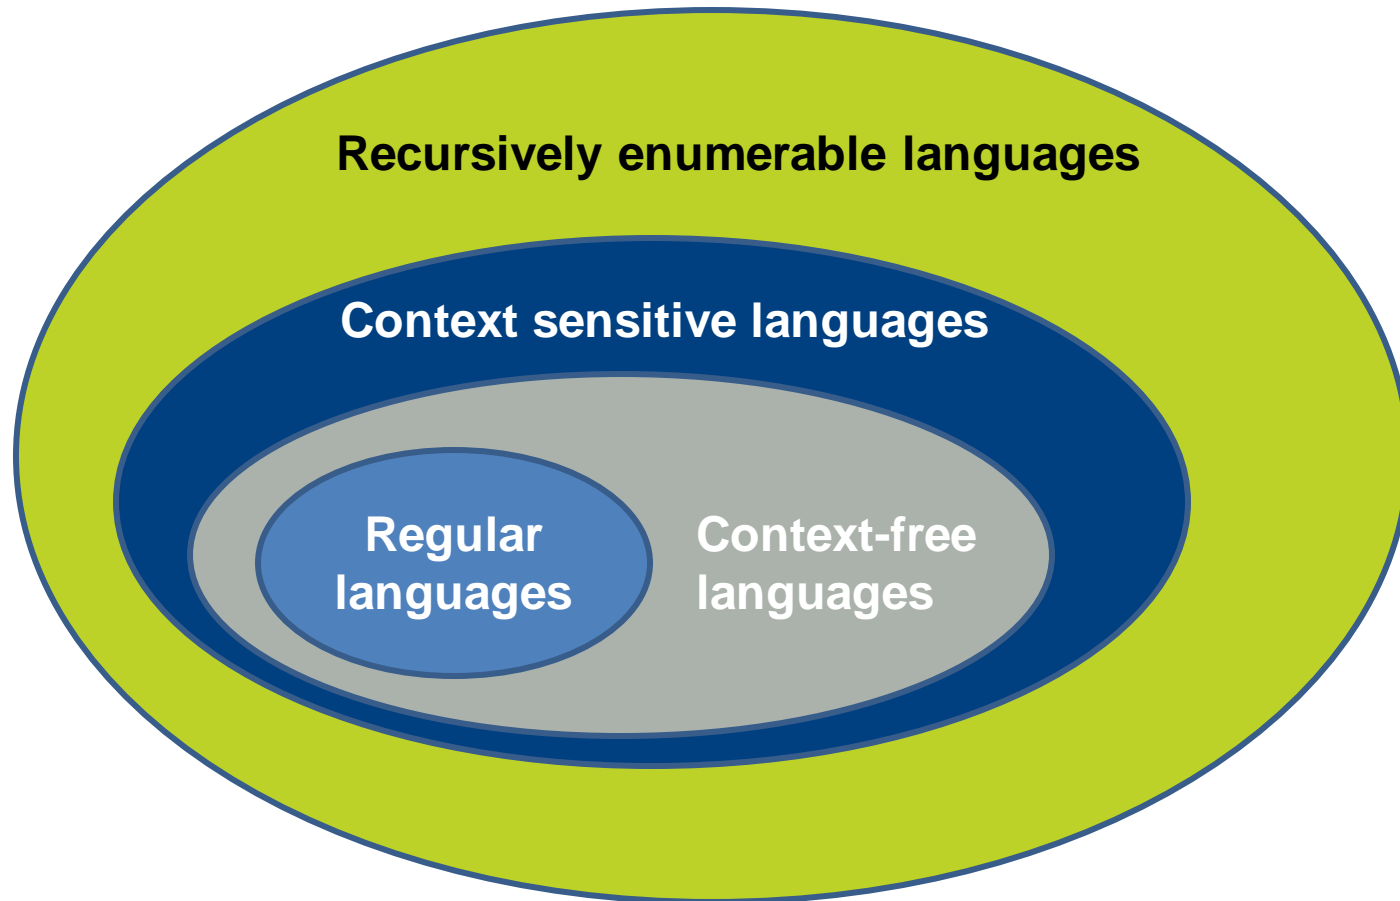 Recursively enumerable languages
Context sensitive languages
Regular
languages
Context-free
languages